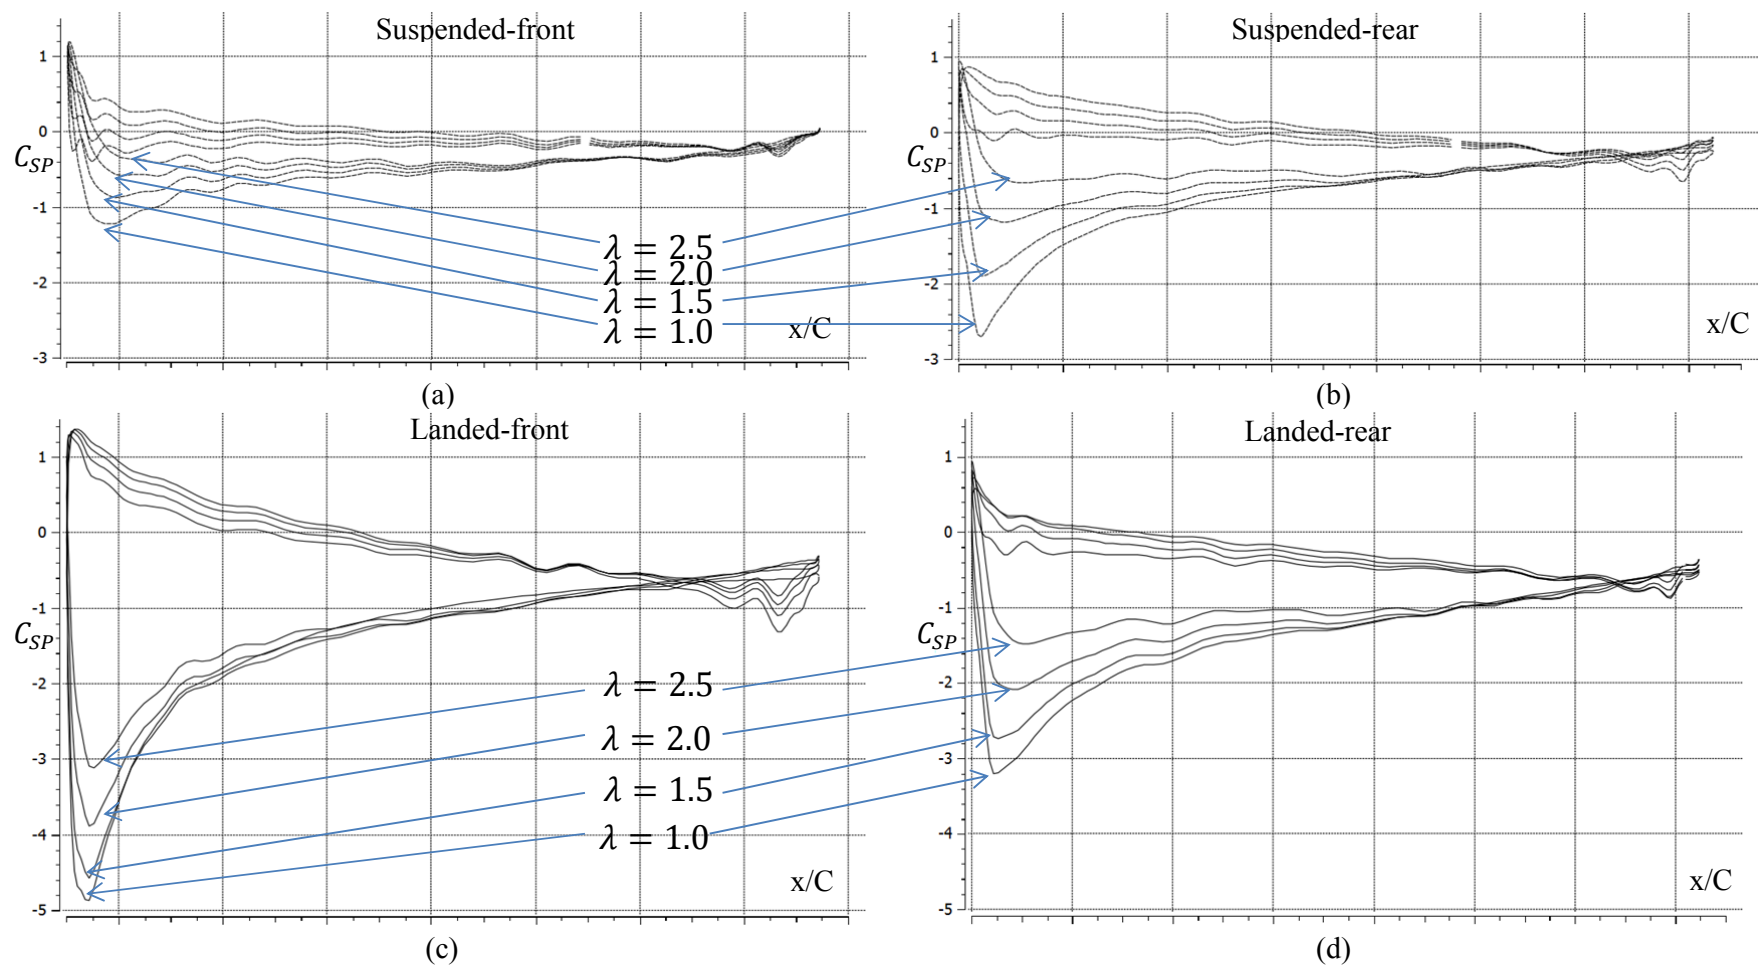 Suspended-front
Suspended-rear
1
0
-1
-2
-3
1
0
-1
-2
-3
C_SP
C_SP
λ = 2.5
λ = 2.0
λ = 1.5
λ = 1.0
x/C
x/C
(a)
(b)
Landed-front
Landed-rear
1
0
-1
-2
-3
-4
-5
1
0
-1
-2
-3
-4
-5
C_SP
C_SP
λ = 2.5
λ = 2.0
λ = 1.5
λ = 1.0
x/C
x/C
(c)
(d)